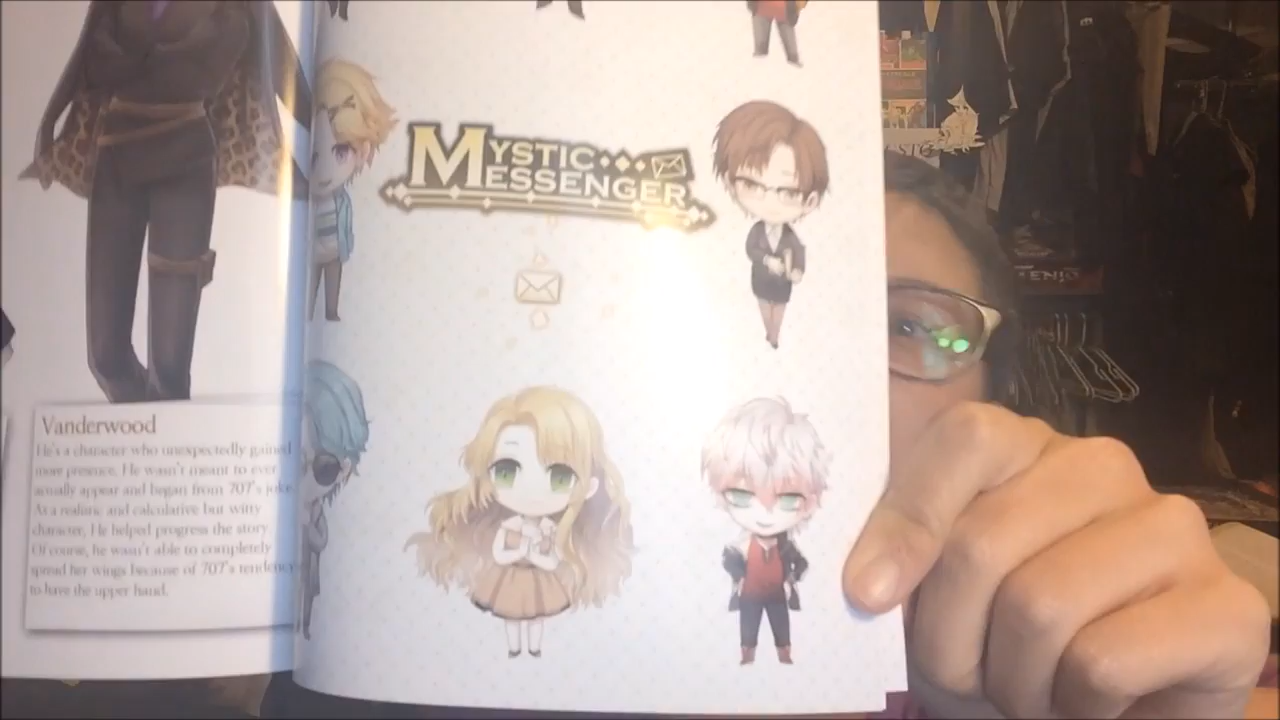 MYSTIC
MESSENGER
Vanderwood
He's a character who unexpectedly gained
more presence. He wasn't meant to ever
actually appear and began from 707's joke.
As a realistic and calculative but witty
character, He helped progress the story.
Of course, he wasn't able to completely
spread her wings because of 707's tendency
to have the upper hand.